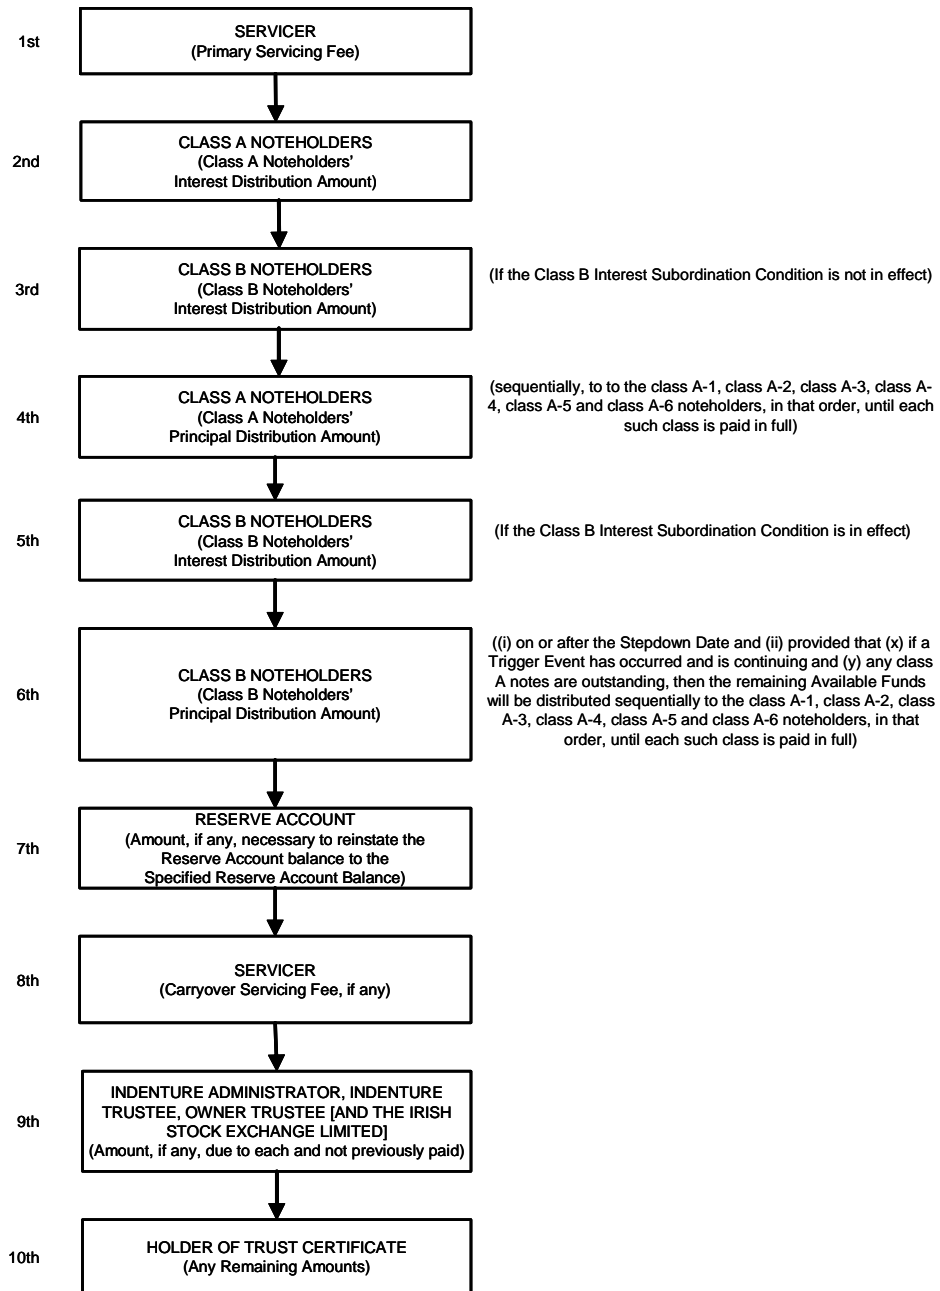 1st
SERVICER
(Primary Servicing Fee)
2nd
CLASS A NOTEHOLDERS
(Class A Noteholders'
Interest Distribution Amount)
3rd
CLASS B NOTEHOLDERS
(Class B Noteholders'
Interest Distribution Amount)
(If the Class B Interest Subordination Condition is not in effect)
4th
CLASS A NOTEHOLDERS
(Class A Noteholders'
Principal Distribution Amount)
(sequentially, to to the class A-1, class A-2, class A-3, class A-
4, class A-5 and class A-6 noteholders, in that order, until each
such class is paid in full)
5th
CLASS B NOTEHOLDERS
(Class B Noteholders'
Interest Distribution Amount)
(If the Class B Interest Subordination Condition is in effect)
6th
CLASS B NOTEHOLDERS
(Class B Noteholders'
Principal Distribution Amount)
((i) on or after the Stepdown Date and (ii) provided that (x) if a
Trigger Event has occurred and is continuing and (y) any class
A notes are outstanding, then the remaining Available Funds
will be distributed sequentially to the class A-1, class A-2, class
A-3, class A-4, class A-5 and class A-6 noteholders, in that
order, until each such class is paid in full)
7th
RESERVE ACCOUNT
(Amount, if any, necessary to reinstate the
Reserve Account balance to the
Specified Reserve Account Balance)
8th
SERVICER
(Carryover Servicing Fee, if any)
9th
INDENTURE ADMINISTRATOR, INDENTURE
TRUSTEE, OWNER TRUSTEE [AND THE IRISH
STOCK EXCHANGE LIMITED]
(Amount, if any, due to each and not previously paid)
10th
HOLDER OF TRUST CERTIFICATE
(Any Remaining Amounts)